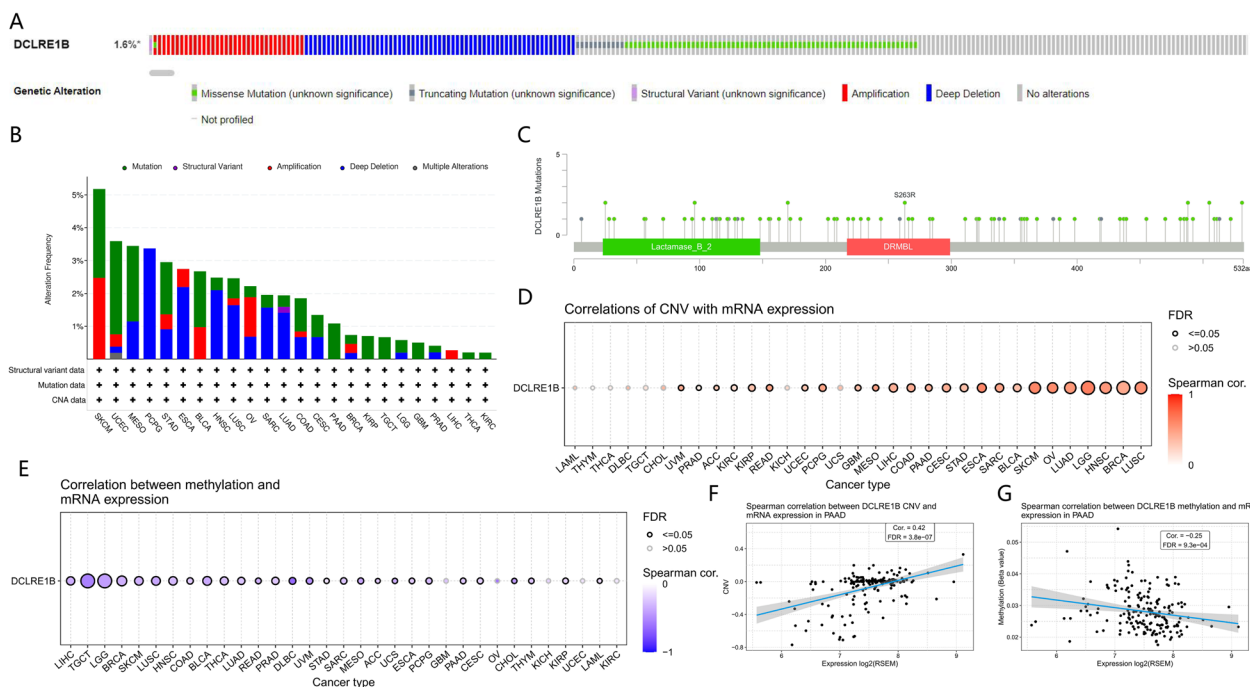 A
DCLRE1B 1.6%*
Genetic Alteration
Missense Mutation (unknown significance) Truncating Mutation (unknown significance) Structural Variant (unknown significance) Amplification Deep Deletion No alterations
Not profiled
B
Mutation Structural Variant Amplification Deep Deletion Multiple Alterations
Alteration Frequency
5%
4%
3%
2%
1%
Structural variant data
Mutation data
CNA data
SKCM UCEC MESO PCPG STAD ESCA BLCA HNSC LUSC OV SARC LUAD COAD CESC PAAD BRCA KIRP TGCT LGG GBM PRAD LIHC THCA KIRC
C
DCLRE1B Mutations
5
0
S263R
Lactamase_B_2 DRMBL
0 100 200 300 400 532aa
D
Correlations of CNV with mRNA expression
DCLRE1B
LAML THYM THCA DLBC TGCT CHOL UVM PRAD ACC KIRC KIRP READ KICH UCEC PCPG UCS GBM MESO LIHC COAD PAAD CESC STAD ESCA SARC BLCA SKCM OV LUAD LGG HNSC BRCA LUSC
Cancer type
FDR
<=0.05
>0.05
Spearman cor.
1
0
E
Correlation between methylation and
mRNA expression
DCLRE1B
LIHC TGCT LGG BRCA SKCM LUSC HNSC COAD BLCA THCA LUAD READ PRAD DLBC UVM STAD SARC MESO ACC UCS ESCA PCPG GBM PAAD CESC OV CHOL THYM KICH KIRP UCEC LAML KIRC
Cancer type
FDR
<=0.05
>0.05
Spearman cor.
0
−1
F
Spearman correlation between DCLRE1B CNV and
mRNA expression in PAAD
Cor. = 0.42
FDR = 3.8e−07
CNV
0.4
0.0
−0.4
−0.8
6 7 8 9
Expression log2(RSEM)
G
Spearman correlation between DCLRE1B methylation and mR
expression in PAAD
Cor. = −0.25
FDR = 9.3e−04
Methylation (Beta value)
0.05
0.04
0.03
0.02
6 7 8 9
Expression log2(RSEM)